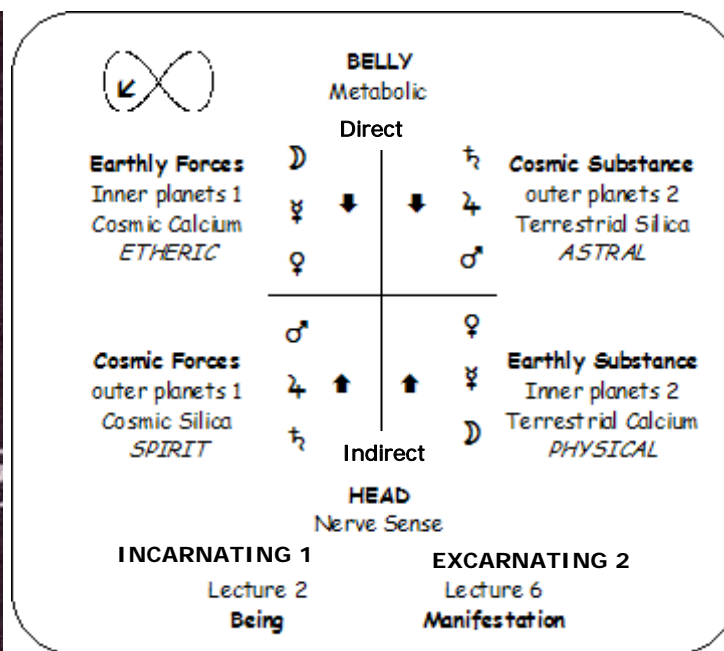 BELLY
Metabolic
Direct
Earthly Forces
Inner planets 1
Cosmic Calcium
ETHERIC
☽
☿
♀
♄
♃
♂
Cosmic Substance
outer planets 2
Terrestrial Silica
ASTRAL
Cosmic Forces
outer planets 1
Cosmic Silica
SPIRIT
♂
♃
♄
♀
☿
☽
Earthly Substance
Inner planets 2
Terrestrial Calcium
PHYSICAL
Indirect
HEAD
Nerve Sense
INCARNATING 1
Lecture 2
Being
EXCARNATING 2
Lecture 6
Manifestation